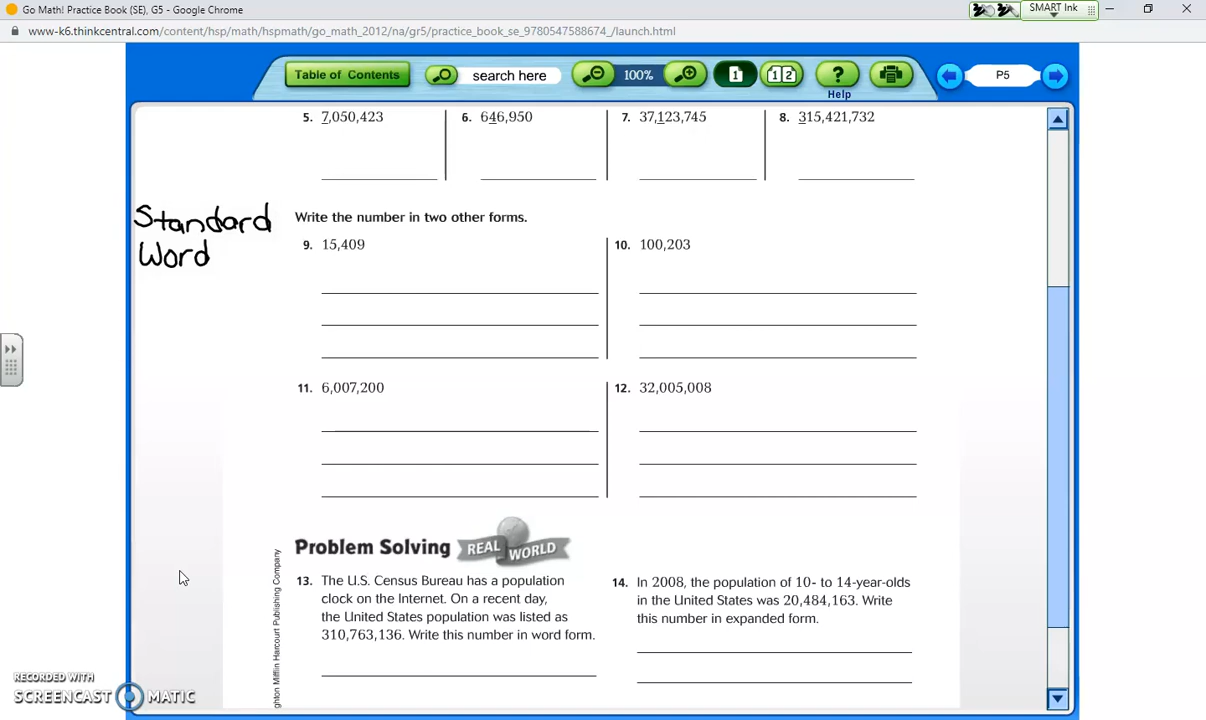 Go Math! Practice Book (SE), G5 - Google Chrome
SMART Ink
www-k6.thinkcentral.com/content/hsp/math/hspmath/go_math_2012/na/gr5/practice_book_se_9780547588674_/launch.html
Table of Contents
search here
100%
1
1 2
?
Help
P5
5. 7,050,423
6. 646,950
7. 37,123,745
8. 315,421,732
Standard
Word
Write the number in two other forms.
9. 15,409
10. 100,203
11. 6,007,200
12. 32,005,008
Problem Solving REAL WORLD
13. The U.S. Census Bureau has a population
clock on the Internet. On a recent day,
the United States population was listed as
310,763,136. Write this number in word form.
14. In 2008, the population of 10- to 14-year-olds
in the United States was 20,484,163. Write
this number in expanded form.
ghton Mifflin Harcourt Publishing Company
RECORDED WITH
SCREENCAST MATIC